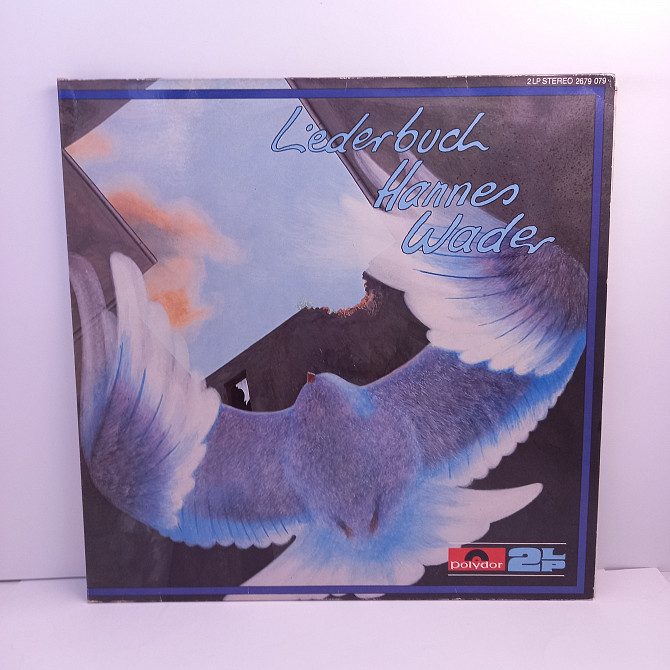 2 LP STEREO 2679 079
Liederbuch
Hannes
Wader
polydor
2LP